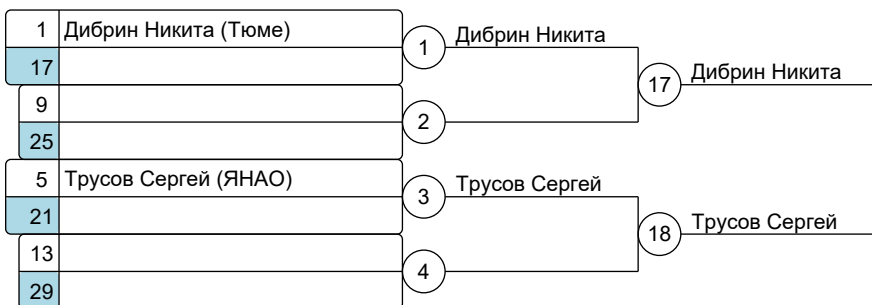 1 Дибрин Никита (Тюме)
17
1 Дибрин Никита
17 Дибрин Никита
9
25
2
5 Трусов Сергей (ЯНАО)
21
3 Трусов Сергей
18 Трусов Сергей
13
29
4